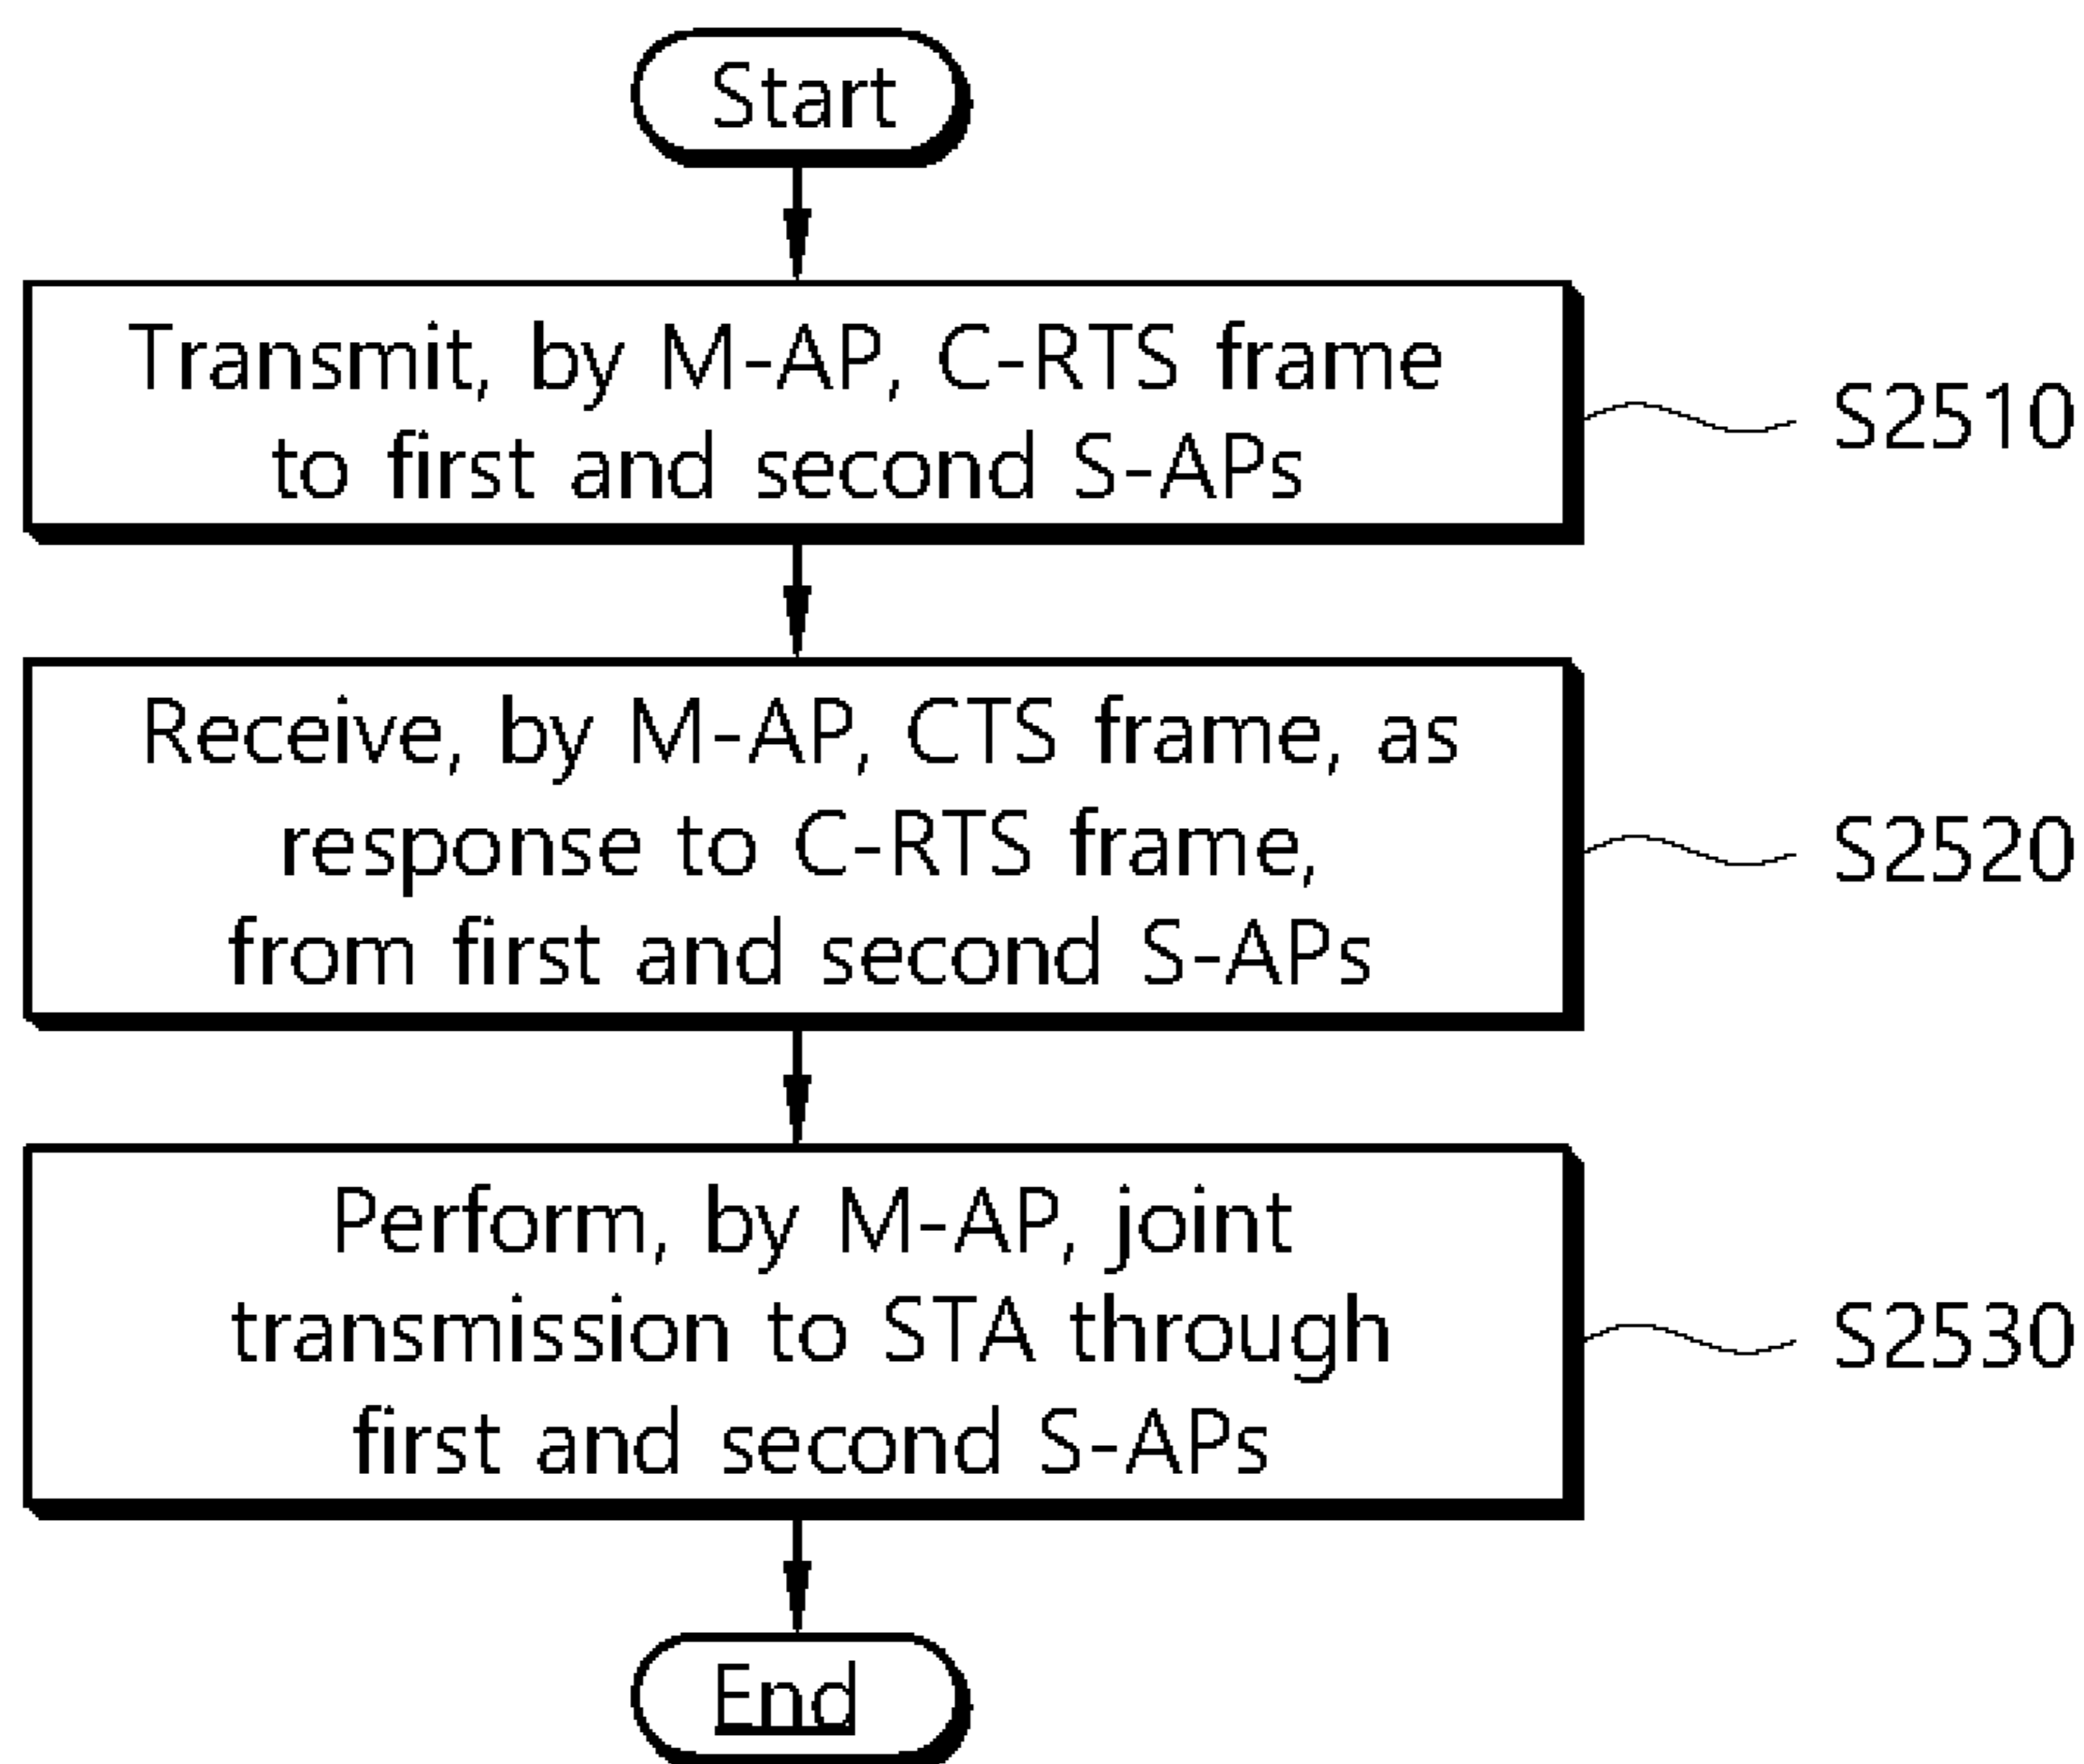 Start
Transmit, by M-AP, C-RTS frame
to first and second S-APs
S2510
Receive, by M-AP, CTS frame, as
response to C-RTS frame,
from first and second S-APs
S2520
Perform, by M-AP, joint
transmission to STA through
first and second S-APs
S2530
End